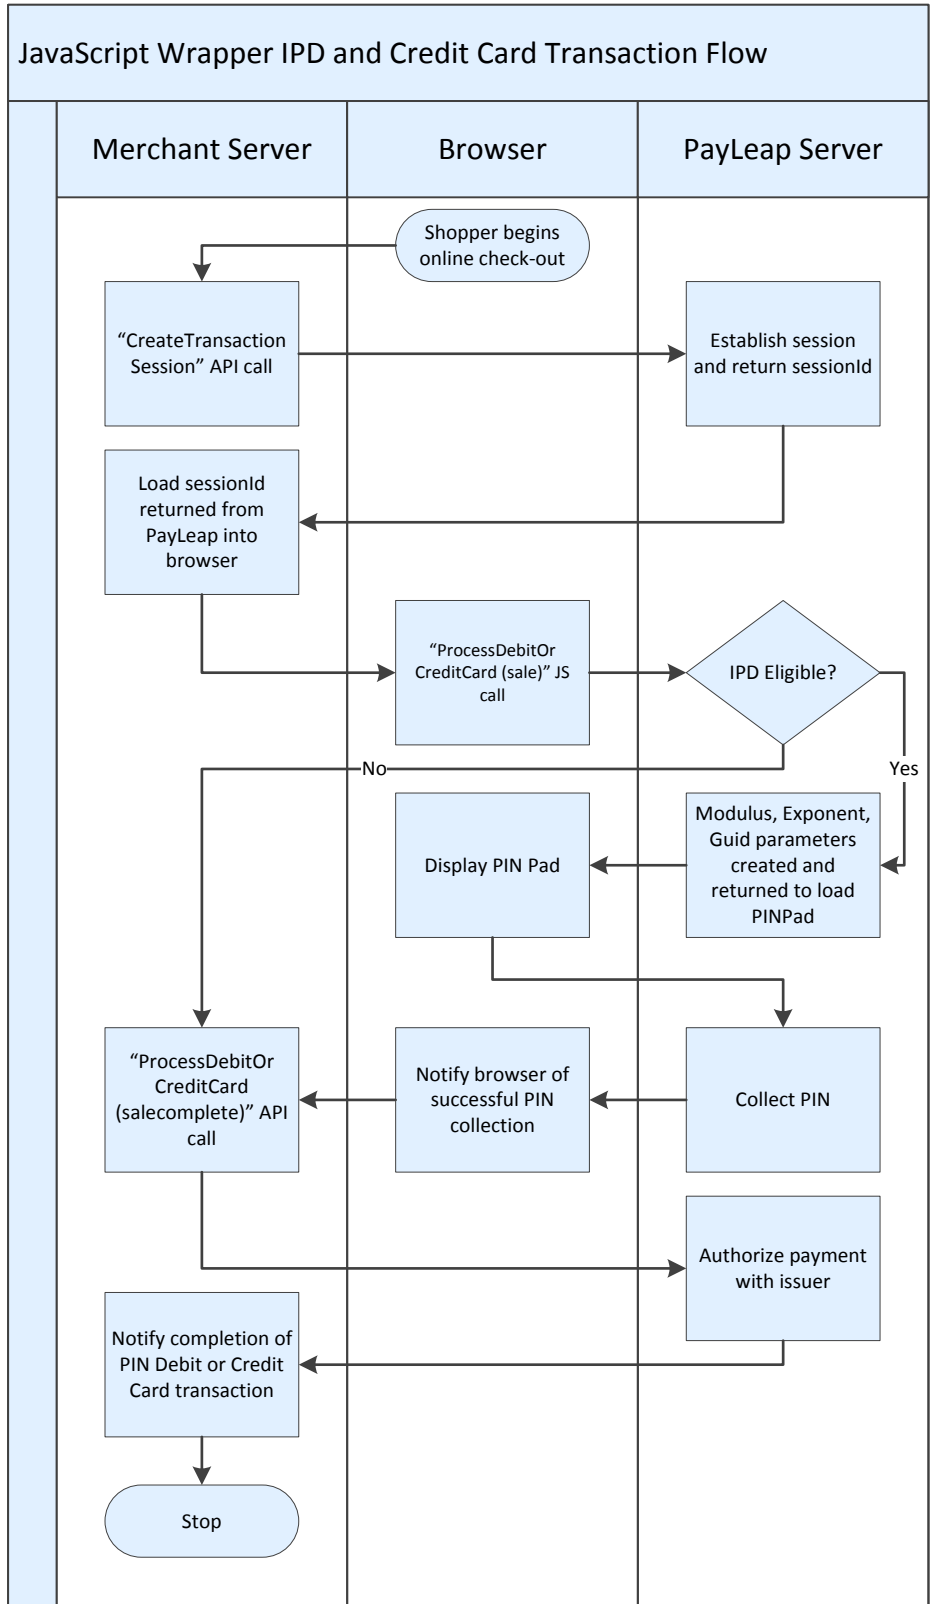 JavaScript Wrapper IPD and Credit Card Transaction Flow
Merchant Server
Browser
PayLeap Server
Shopper begins
online check-out
“CreateTransaction
Session” API call
Establish session
and return sessionId
Load sessionId
returned from
PayLeap into
browser
“ProcessDebitOr
CreditCard (sale)” JS
call
IPD Eligible?
No
Yes
Display PIN Pad
Modulus, Exponent,
Guid parameters
created and
returned to load
PINPad
“ProcessDebitOr
CreditCard
(salecomplete)” API
call
Notify browser of
successful PIN
collection
Collect PIN
Authorize payment
with issuer
Notify completion of
PIN Debit or Credit
Card transaction
Stop